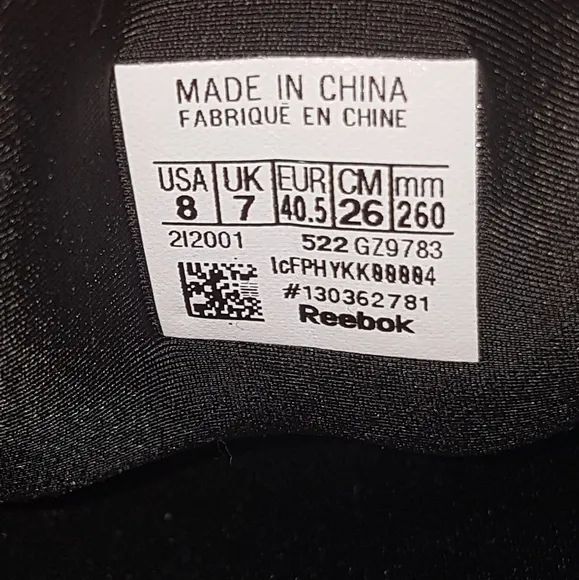 MADE IN CHINA
FABRIQUÉ EN CHINE
USA UK EUR CM mm
8 7 40.5 26 260
2I2001 522 GZ9783
#130362781
Reebok